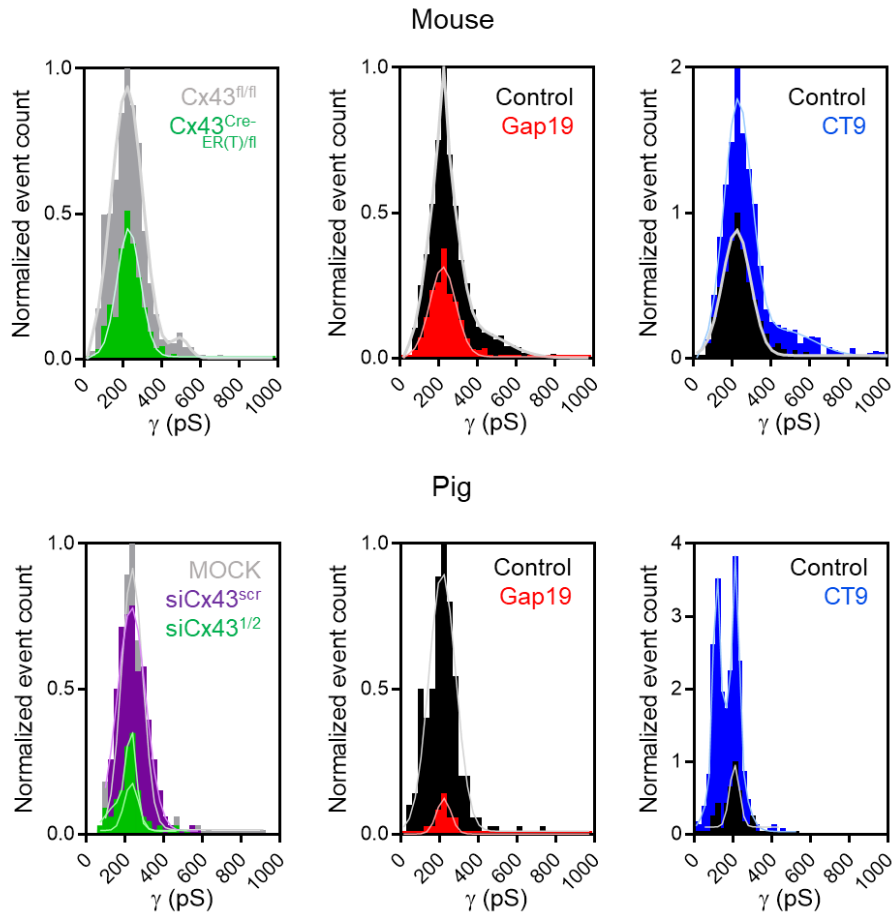 Mouse
Normalized event count
1.0
0.5
0.0
0 200 400 600 800 1000
γ (pS)
Cx43fl/fl
Cx43Cre-
ER(T)/fl
Normalized event count
1.0
0.5
0.0
0 200 400 600 800 1000
γ (pS)
Control
Gap19
Normalized event count
2
1
0
0 200 400 600 800 1000
γ (pS)
Control
CT9
Pig
Normalized event count
1.0
0.5
0.0
0 200 400 600 800 1000
γ (pS)
MOCK
siCx43scr
siCx431/2
Normalized event count
1.0
0.5
0.0
0 200 400 600 800 1000
γ (pS)
Control
Gap19
Normalized event count
4
3
2
1
0
0 200 400 600 800 1000
γ (pS)
Control
CT9